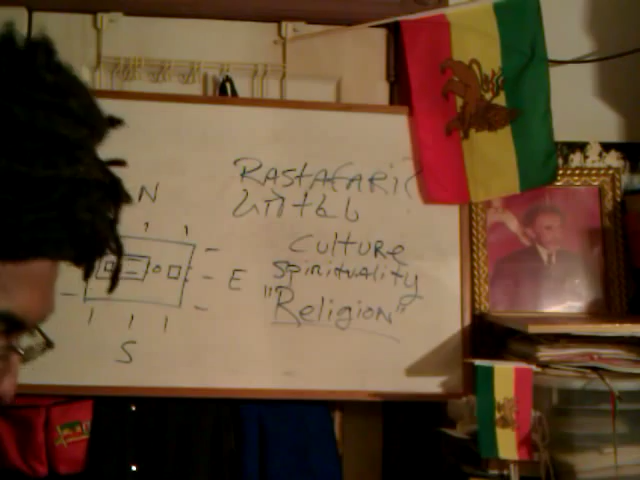 N
RASTAFARI
Culture
Spirituality
E
"Religion"
S